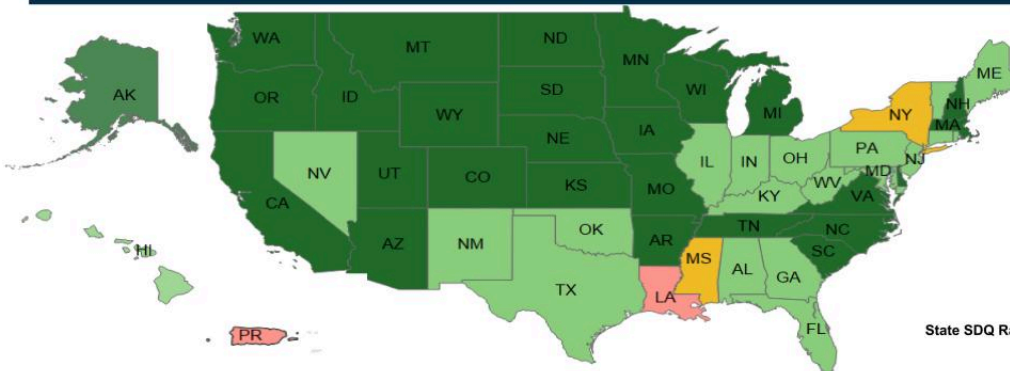 WA
MT
ND
MN
ME
AK
OR
ID
SD
WI
MI
NY
NH
MA
WY
NE
IA
PA
NJ
NV
UT
CO
KS
MO
IL
IN
OH
MD
WV
VA
CA
KY
AZ
NM
OK
AR
TN
NC
SC
HI
TX
LA
MS
AL
GA
FL
PR
State SDQ Ra